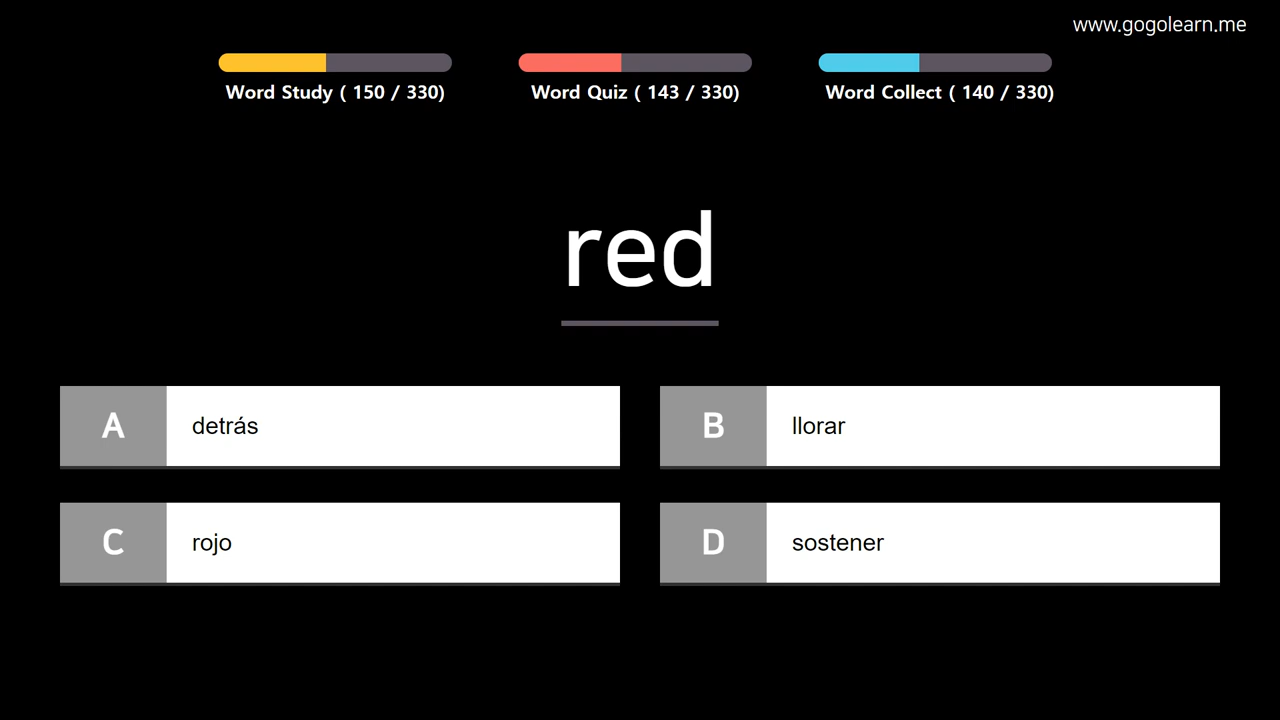 www.gogolearn.me
Word Study ( 150 / 330)
Word Quiz ( 143 / 330)
Word Collect ( 140 / 330)
red
A detrás
B llorar
C rojo
D sostener